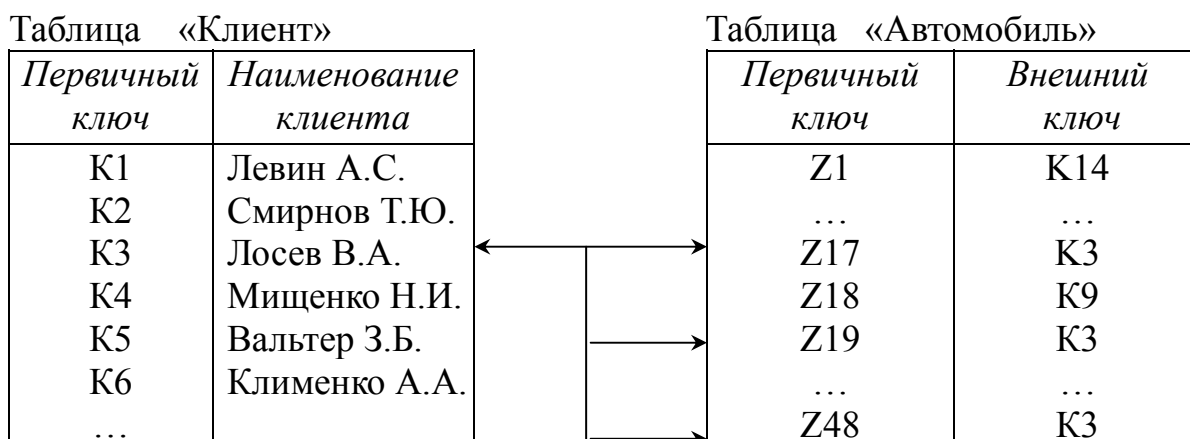 Таблица «Клиент»
Первичный ключ Наименование клиента
К1 Левин А.С.
К2 Смирнов Т.Ю.
К3 Лосев В.А.
К4 Мищенко Н.И.
К5 Вальтер З.Б.
К6 Клименко А.А.
…
Таблица «Автомобиль»
Первичный ключ Внешний ключ
Z1 К14
… …
Z17 К3
Z18 К9
Z19 К3
… …
Z48 К3